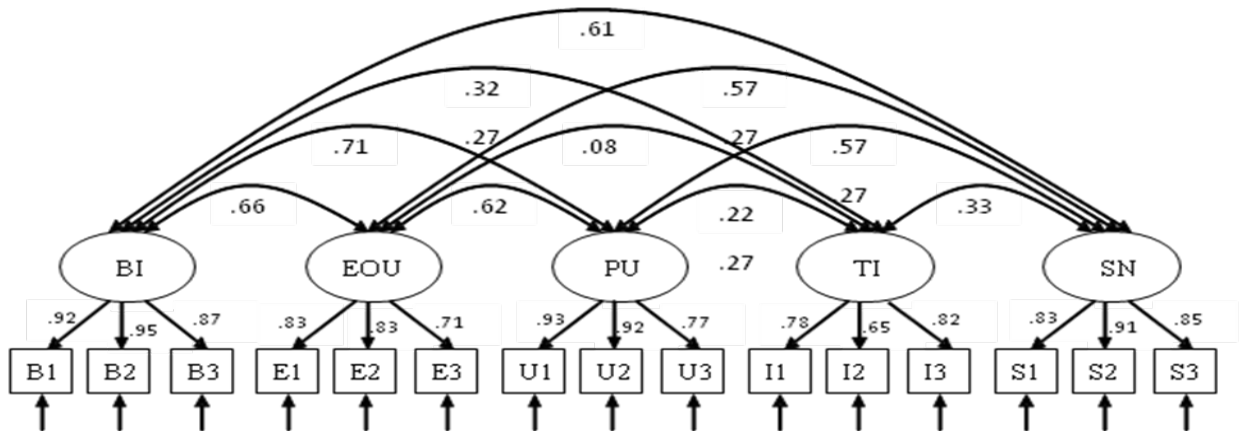 .61
.32 .57
.71 .27 .08 .27 .57
.66 .62 .22 .27 .33
BI EOU PU .27 TI SN
.92 .95 .87 .83 .83 .71 .93 .92 .77 .78 .65 .82 .83 .91 .85
B1 B2 B3 E1 E2 E3 U1 U2 U3 I1 I2 I3 S1 S2 S3